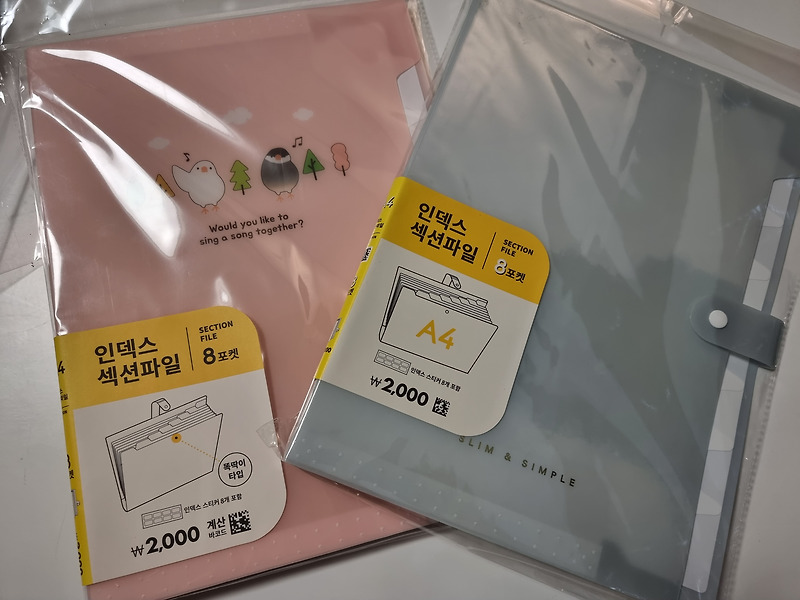 Would you like to
sing a song together?
인덱스
섹션파일
SECTION
FILE
8포켓
똑딱이
타입
인덱스 스티커 8개 포함
₩2,000
계산
바코드
인덱스
섹션파일
SECTION
FILE
8포켓
A4
인덱스 스티커 8개 포함
₩2,000
SLIM & SIMPLE